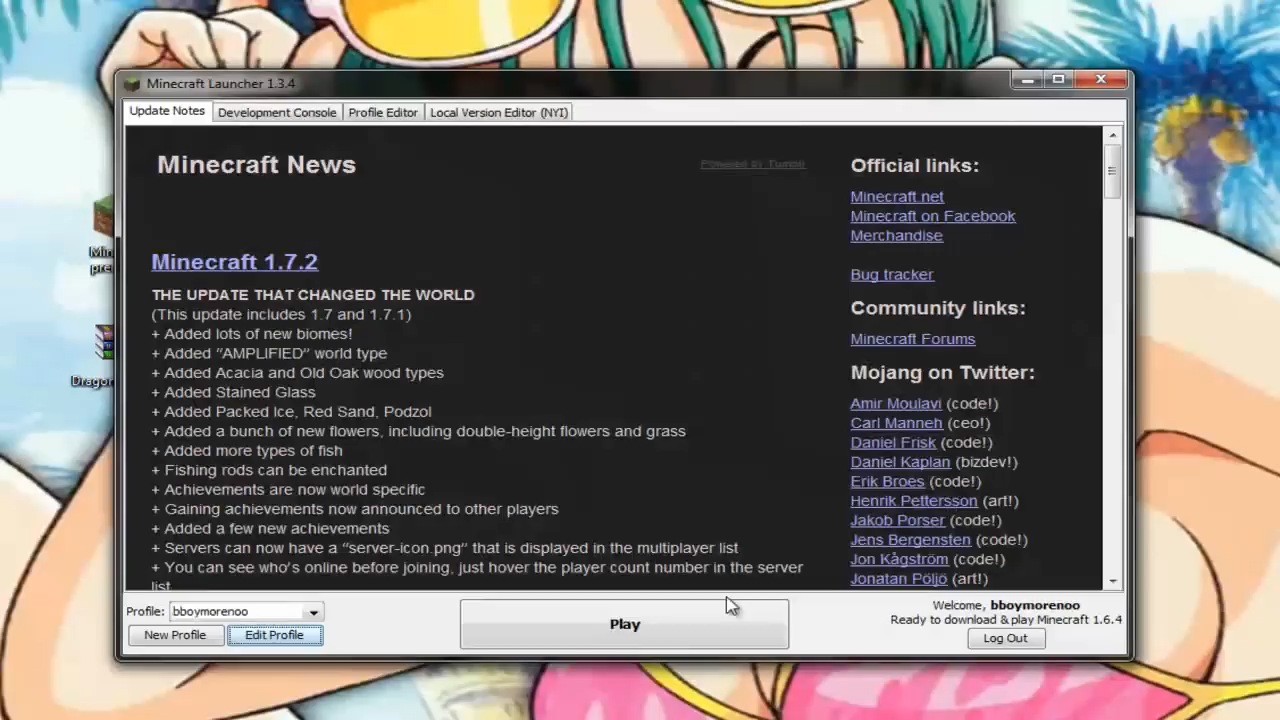 Minecraft Launcher 1.3.4
Update Notes Development Console Profile Editor Local Version Editor (NYI)
Minecraft News
Powered by Tumblr
Minecraft 1.7.2
THE UPDATE THAT CHANGED THE WORLD
(This update includes 1.7 and 1.7.1)
+ Added lots of new biomes!
+ Added “AMPLIFIED” world type
+ Added Acacia and Old Oak wood types
+ Added Stained Glass
+ Added Packed Ice, Red Sand, Podzol
+ Added a bunch of new flowers, including double-height flowers and grass
+ Added more types of fish
+ Fishing rods can be enchanted
+ Achievements are now world specific
+ Gaining achievements now announced to other players
+ Added a few new achievements
+ Servers can now have a “server-icon.png” that is displayed in the multiplayer list
+ You can see who's online before joining, just hover the player count number in the server
list
Official links:
Minecraft.net
Minecraft on Facebook
Merchandise
Bug tracker
Community links:
Minecraft Forums
Mojang on Twitter:
Amir Moulavi (code!)
Carl Manneh (ceo!)
Daniel Frisk (code!)
Daniel Kaplan (bizdev!)
Erik Broes (code!)
Henrik Pettersson (art!)
Jakob Porser (code!)
Jens Bergensten (code!)
Jon Kågström (code!)
Jonatan Pöljö (art!)
Profile: bboymorenoo
New Profile Edit Profile
Play
Welcome, bboymorenoo
Ready to download & play Minecraft 1.6.4
Log Out
Min
pre
Dragon